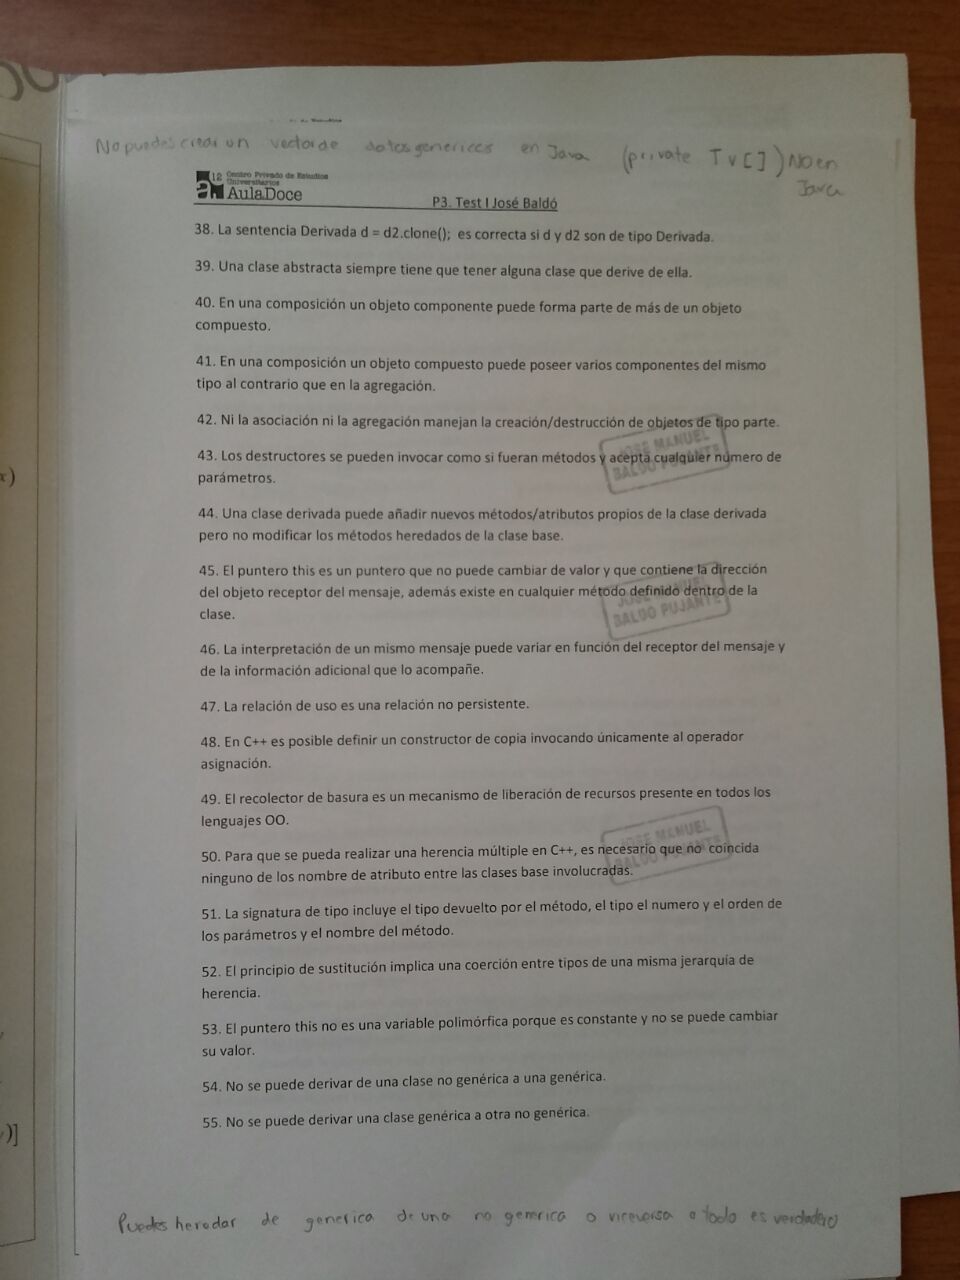 No puedes crear un vector de datos genericos en Java (private T v[]) No en
Java
a12 Centro Privado de Estudios
Universitarios
AulaDoce
P3. Test I José Baldó
38. La sentencia Derivada d = d2.clone(); es correcta si d y d2 son de tipo Derivada.
39. Una clase abstracta siempre tiene que tener alguna clase que derive de ella.
40. En una composición un objeto componente puede forma parte de más de un objeto
compuesto.
41. En una composición un objeto compuesto puede poseer varios componentes del mismo
tipo al contrario que en la agregación.
42. Ni la asociación ni la agregación manejan la creación/destrucción de objetos de tipo parte.
JOSE MANUEL
BALDO PUJANTE
43. Los destructores se pueden invocar como si fueran métodos y acepta cualquier número de
parámetros.
44. Una clase derivada puede añadir nuevos métodos/atributos propios de la clase derivada
pero no modificar los métodos heredados de la clase base.
45. El puntero this es un puntero que no puede cambiar de valor y que contiene la dirección
del objeto receptor del mensaje, además existe en cualquier método definido dentro de la
clase.
JOSE MANUEL
BALDO PUJANTE
46. La interpretación de un mismo mensaje puede variar en función del receptor del mensaje y
de la información adicional que lo acompañe.
47. La relación de uso es una relación no persistente.
48. En C++ es posible definir un constructor de copia invocando únicamente al operador
asignación.
49. El recolector de basura es un mecanismo de liberación de recursos presente en todos los
lenguajes OO.
JOSE MANUEL
BALDO PUJANTE
50. Para que se pueda realizar una herencia múltiple en C++, es necesario que no coincida
ninguno de los nombre de atributo entre las clases base involucradas.
51. La signatura de tipo incluye el tipo devuelto por el método, el tipo el numero y el orden de
los parámetros y el nombre del método.
52. El principio de sustitución implica una coerción entre tipos de una misma jerarquía de
herencia.
53. El puntero this no es una variable polimórfica porque es constante y no se puede cambiar
su valor.
54. No se puede derivar de una clase no genérica a una genérica.
55. No se puede derivar una clase genérica a otra no genérica.
Puedes heredar de generica de una no generica o viceversa o todo es verdadero